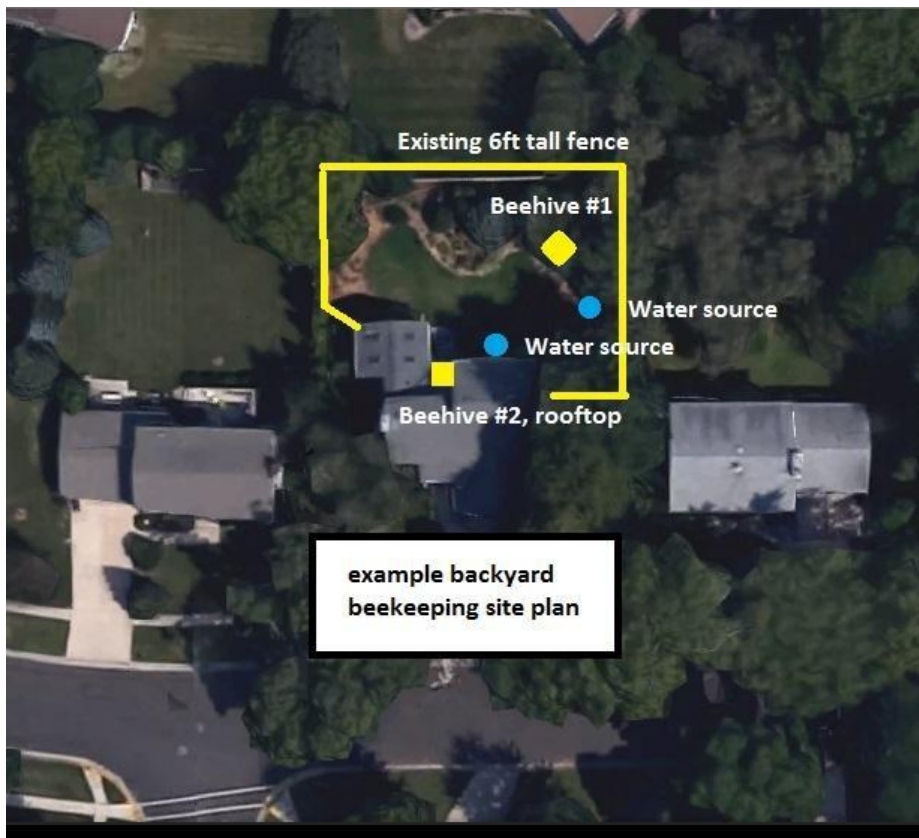 Existing 6ft tall fence
Beehive #1
Water source
Water source
Beehive #2, rooftop
example backyard
beekeeping site plan